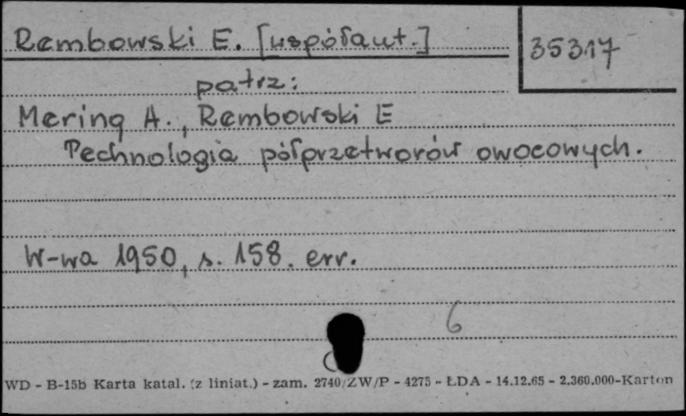 Rembowski E. [współaut.]
35317
patrz:
Mering A., Rembowski E
Technologia półprzetworów owocowych.
W-wa 1950, s. 158. err.
6
WD - B-15b Karta katal. (z liniat.) - zam. 2740/ZW/P - 4275 - ŁDA - 14.12.65 - 2.360.000-Karton